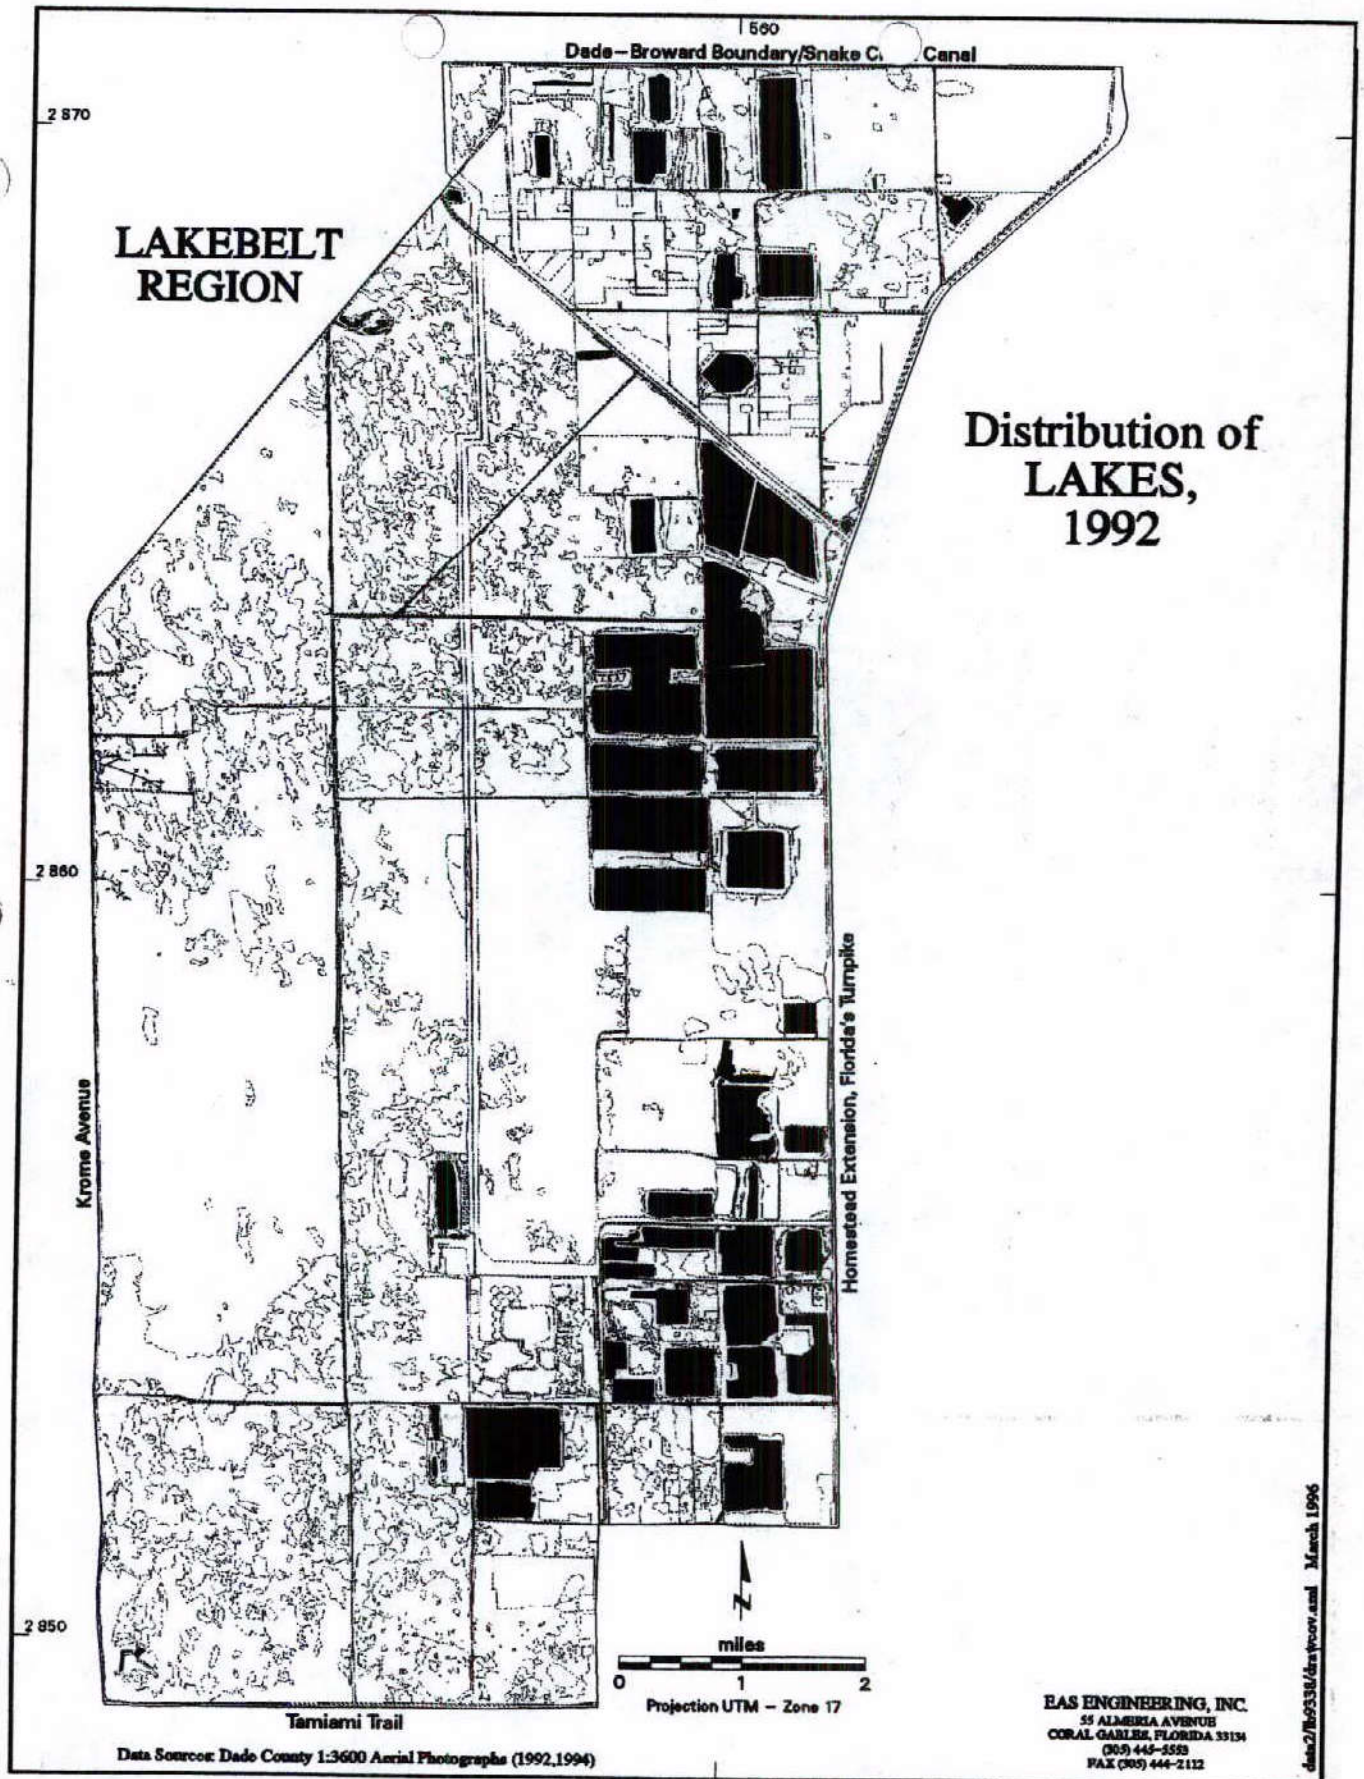 560
Dade-Broward Boundary/Snake C Canal
2 870
LAKEBELT
REGION
Distribution of
LAKES,
1992
2 860
Homestead Extension, Florida's Turnpike
Krome Avenue
2 850
N
miles
0 1 2
Projection UTM - Zone 17
Tamiami Trail
Data Sources: Dade County 1:3600 Aerial Photographs (1992,1994)
EAS ENGINEERING, INC.
55 ALMERIA AVENUE
CORAL GABLES, FLORIDA 33134
(305) 445-5553
FAX (305) 444-2112
March 1996